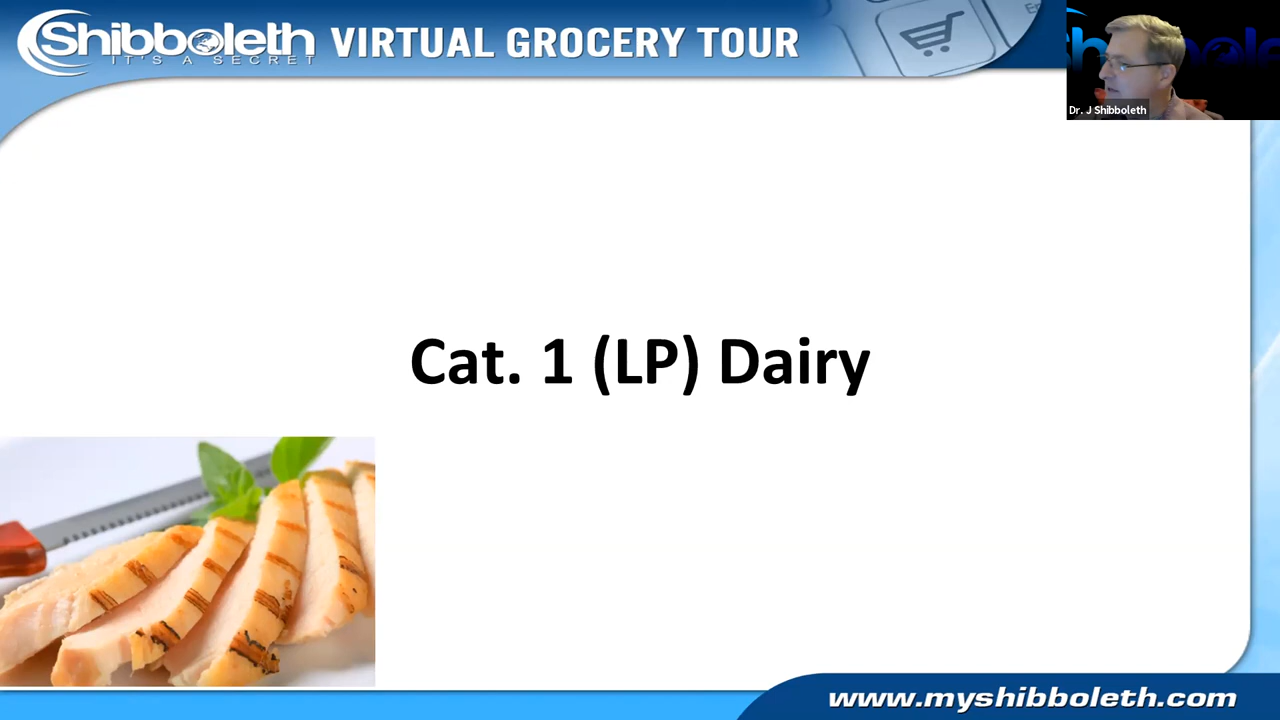 Shibboleth VIRTUAL GROCERY TOUR
IT'S A SECRET
Dr. J Shibboleth
Cat. 1 (LP) Dairy
www.myshibboleth.com